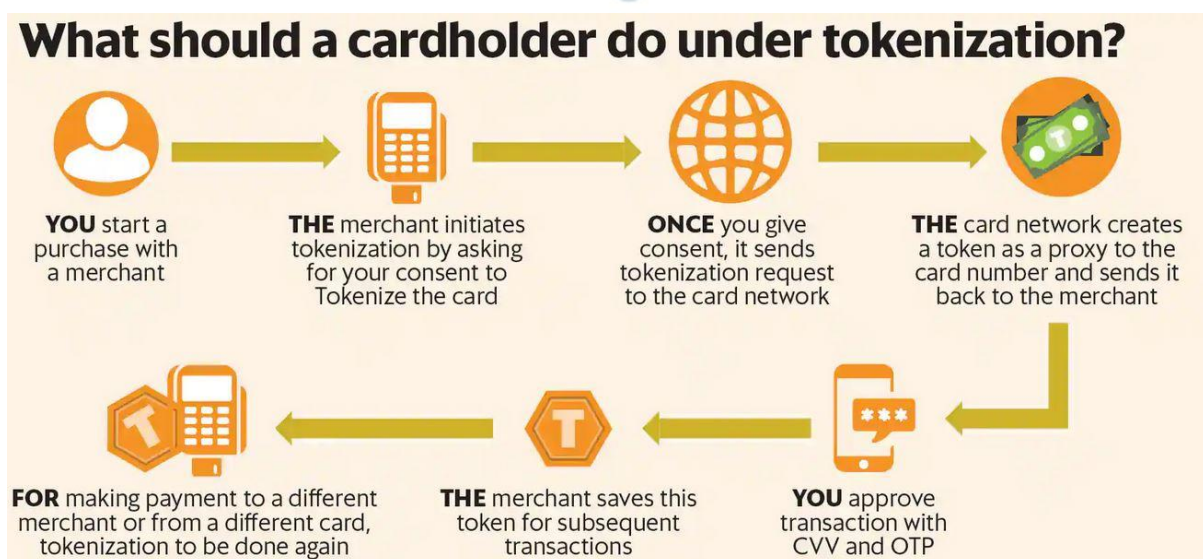 What should a cardholder do under tokenization?
YOU start a
purchase with
a merchant
THE merchant initiates
tokenization by asking
for your consent to
Tokenize the card
ONCE you give
consent, it sends
tokenization request
to the card network
THE card network creates
a token as a proxy to the
card number and sends it
back to the merchant
T
***
YOU approve
transaction with
CVV and OTP
T
THE merchant saves this
token for subsequent
transactions
T
FOR making payment to a different
merchant or from a different card,
tokenization to be done again